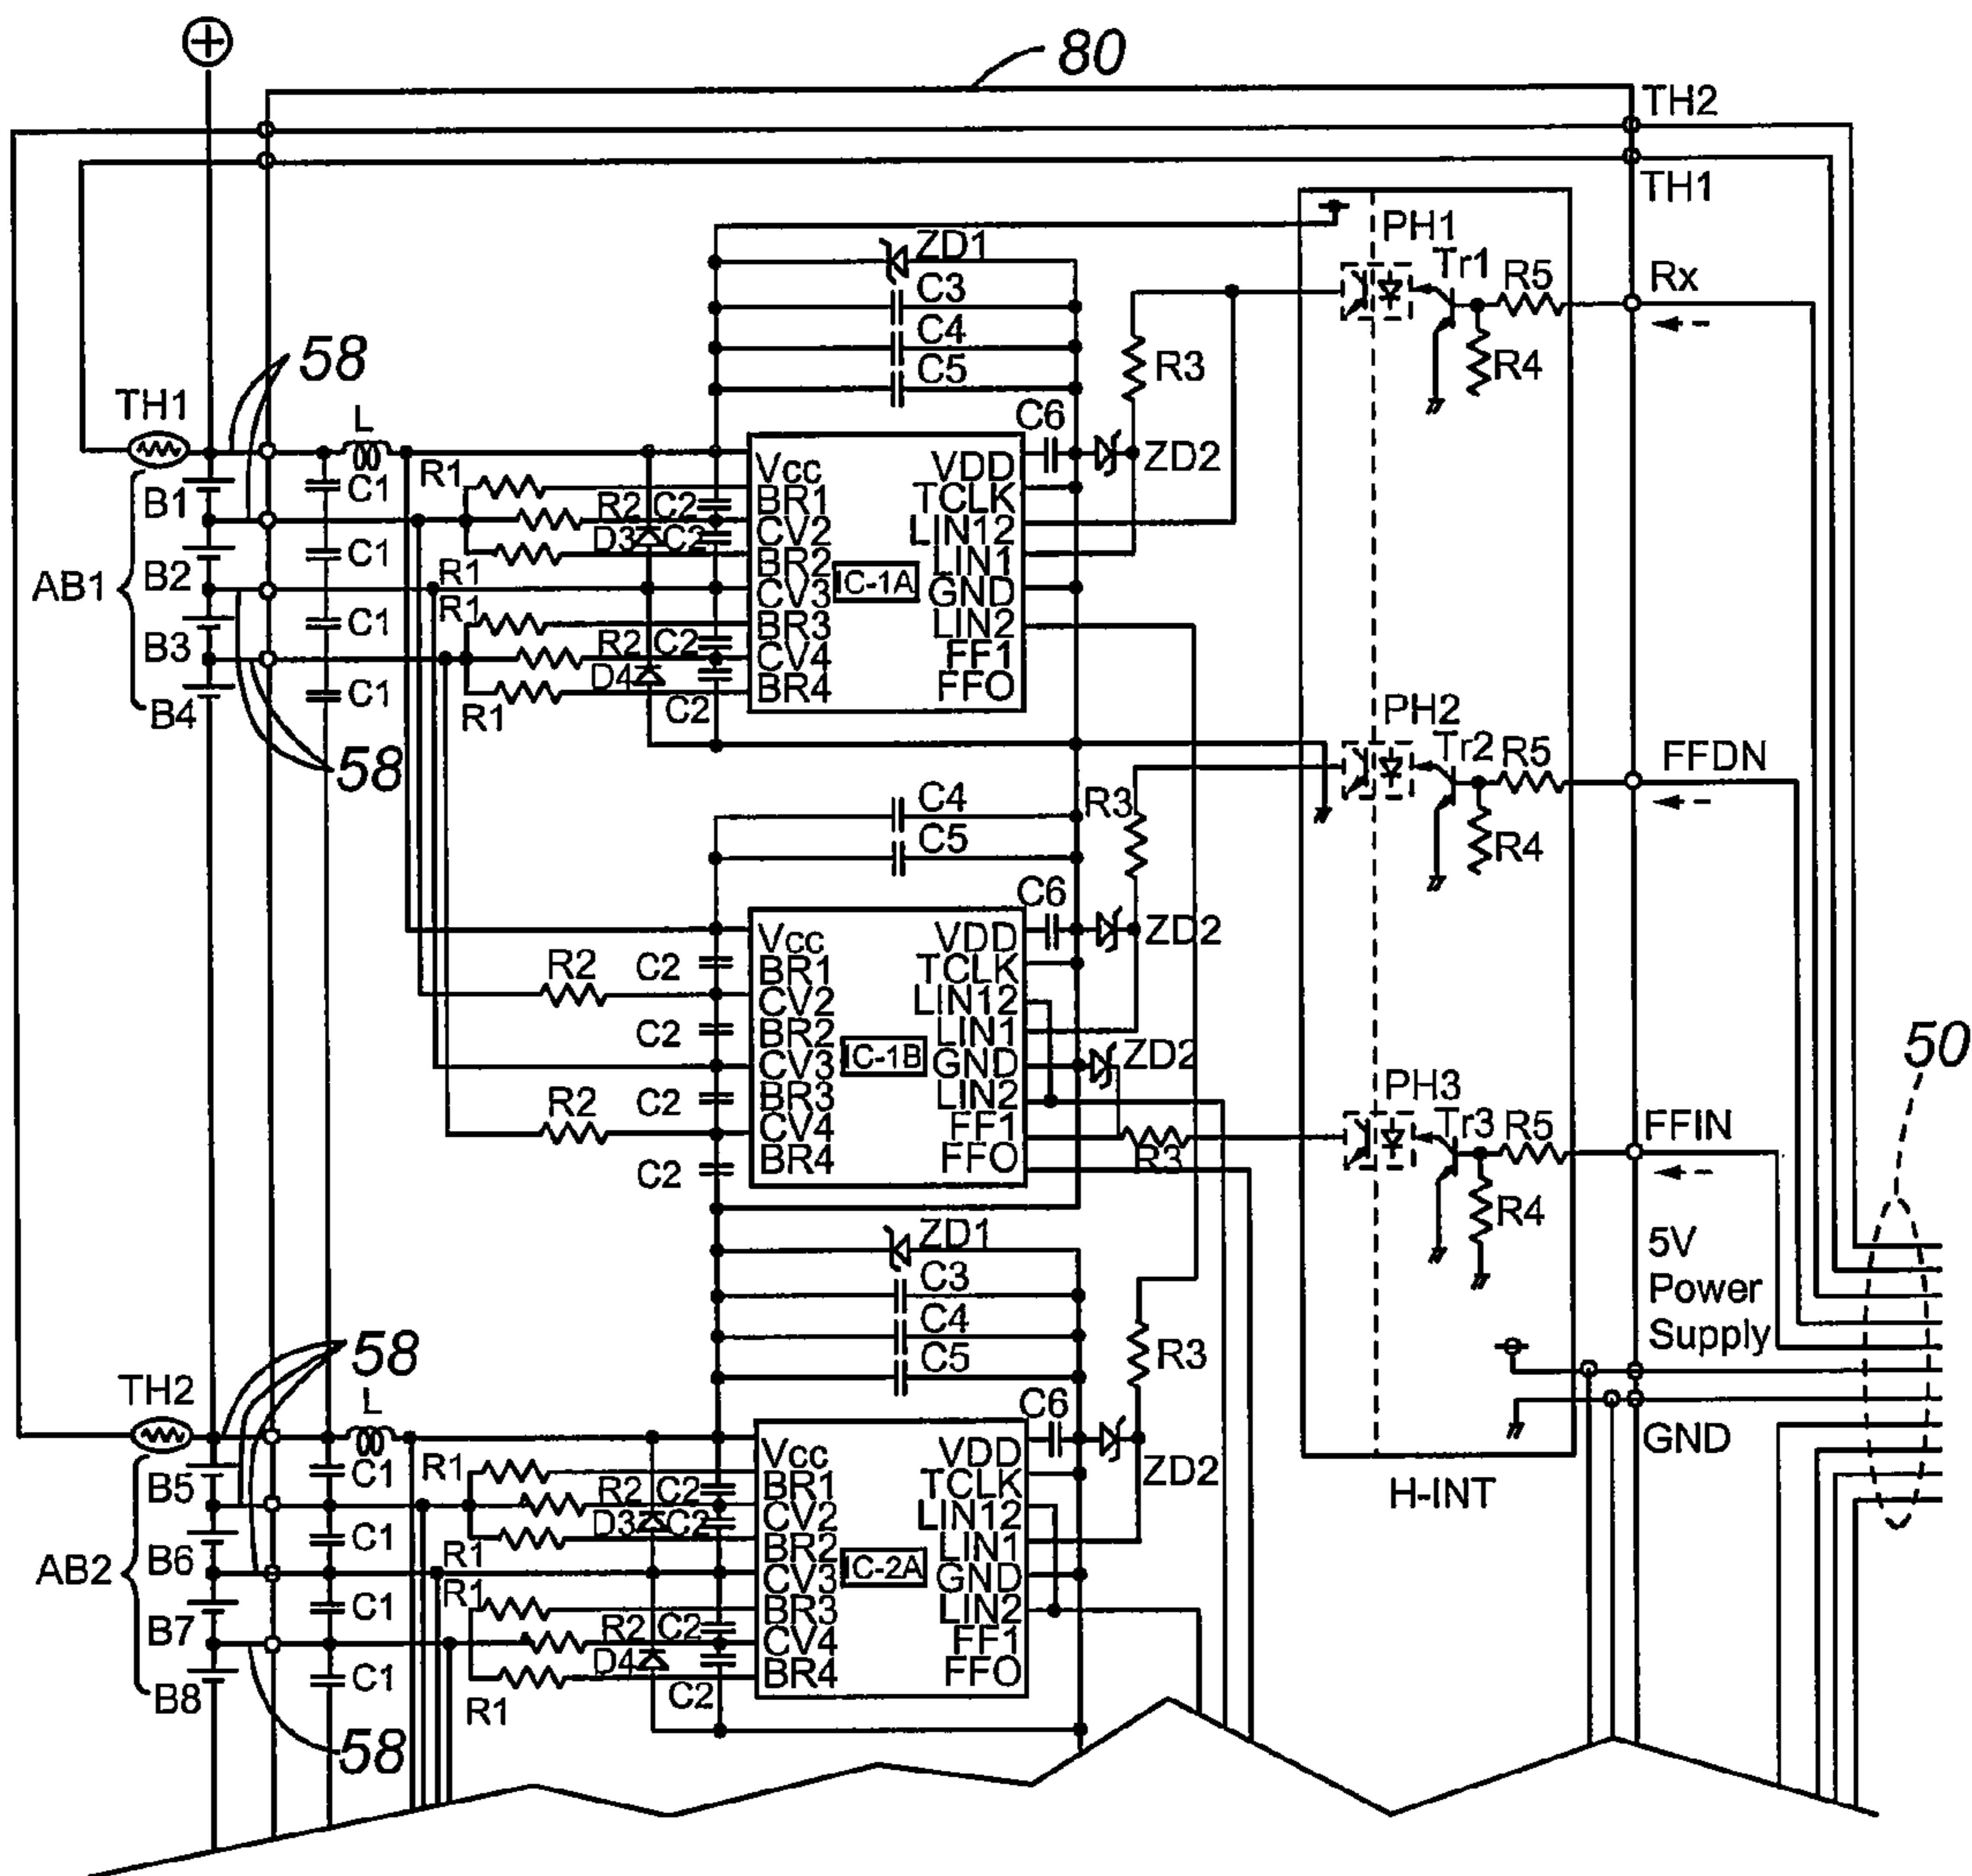 80
TH2
TH1
PH1
Tr1
R5
Rx
R4
ZD1
C3
C4
C5
R3
58
TH1
L
C6
ZD2
B1
B2
B3
B4
AB1
C1
C1
C1
C1
R1
R2
C2
D3
C2
R1
R1
R2
C2
D4
R1
C2
Vcc
BR1
CV2
BR2
CV3
BR3
CV4
BR4
IC-1A
VDD
TCLK
LIN12
LIN1
GND
LIN2
FF1
FFO
58
PH2
Tr2
R5
FFDN
R4
C4
C5
R3
C6
ZD2
R2
C2
C2
R2
C2
C2
Vcc
BR1
CV2
BR2
CV3
BR3
CV4
BR4
IC-1B
VDD
TCLK
LIN12
LIN1
GND
LIN2
FF1
FFO
ZD2
R3
PH3
Tr3
R5
FFIN
R4
50
5V
Power
Supply
GND
H-INT
ZD1
C3
C4
C5
R3
58
TH2
L
C6
ZD2
B5
B6
B7
B8
AB2
C1
C1
C1
C1
R1
R2
C2
D3
C2
R1
R1
R2
C2
D4
R1
C2
Vcc
BR1
CV2
BR2
CV3
BR3
CV4
BR4
IC-2A
VDD
TCLK
LIN12
LIN1
GND
LIN2
FF1
FFO
58